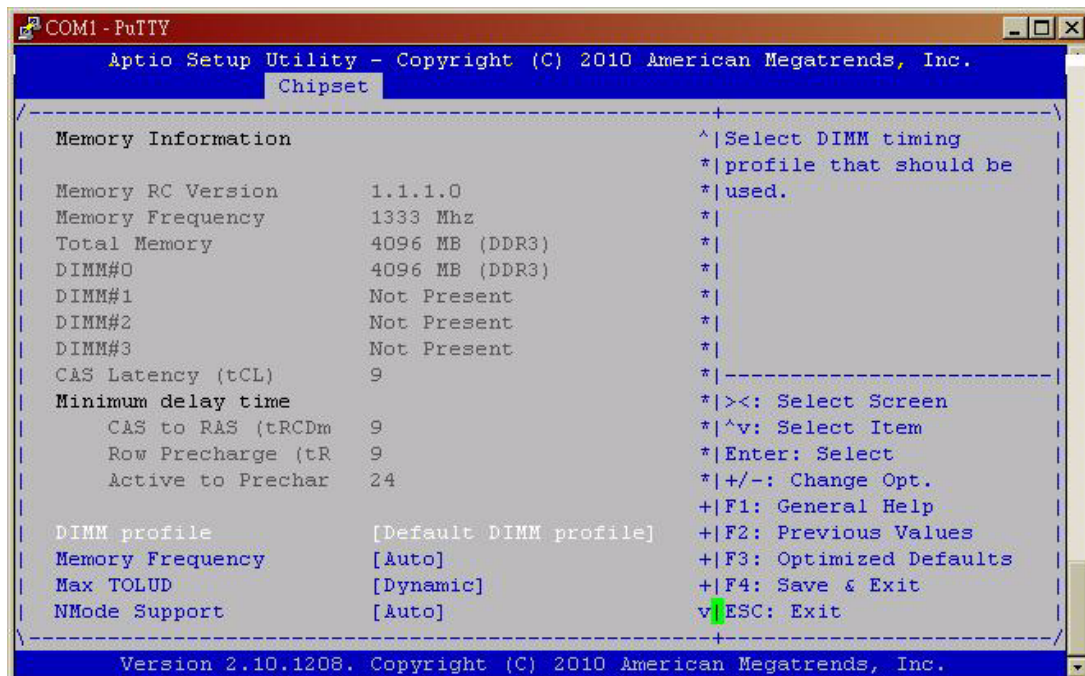 COM1 - PuTTY
Aptio Setup Utility - Copyright (C) 2010 American Megatrends, Inc.
Chipset
/----------------------------------------------------+-------------------------\
| Memory Information ^|Select DIMM timing |
| *|profile that should be |
| Memory RC Version 1.1.1.0 *|used. |
| Memory Frequency 1333 Mhz *| |
| Total Memory 4096 MB (DDR3) *| |
| DIMM#0 4096 MB (DDR3) *| |
| DIMM#1 Not Present *| |
| DIMM#2 Not Present *| |
| DIMM#3 Not Present *| |
| CAS Latency (tCL) 9 *|-------------------------|
| Minimum delay time *|><: Select Screen |
| CAS to RAS (tRCDm 9 *|^v: Select Item |
| Row Precharge (tR 9 *|Enter: Select |
| Active to Prechar 24 *|+/-: Change Opt. |
| +|F1: General Help |
| DIMM profile [Default DIMM profile] +|F2: Previous Values |
| Memory Frequency [Auto] +|F3: Optimized Defaults |
| Max TOLUD [Dynamic] +|F4: Save & Exit |
| NMode Support [Auto] v|ESC: Exit |
\----------------------------------------------------+-------------------------/
Version 2.10.1208. Copyright (C) 2010 American Megatrends, Inc.